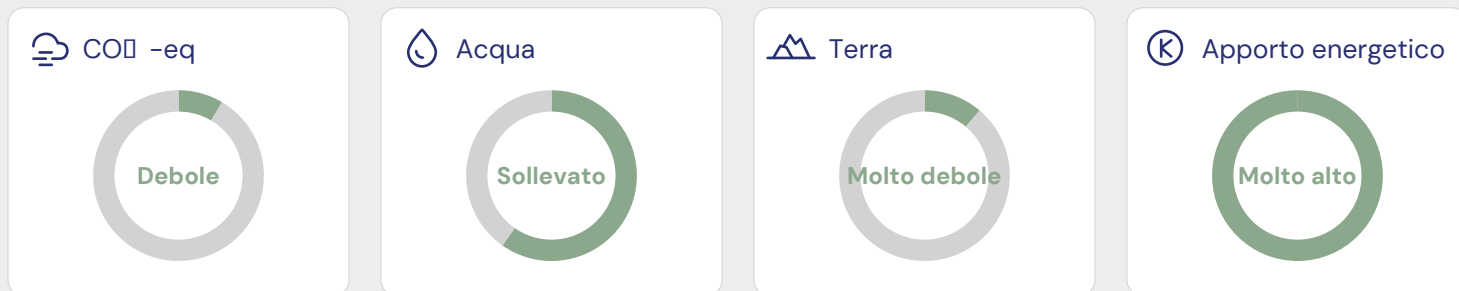 CO▯ -eq
Acqua
Terra
Apporto energetico
Debole
Sollevato
Molto debole
Molto alto